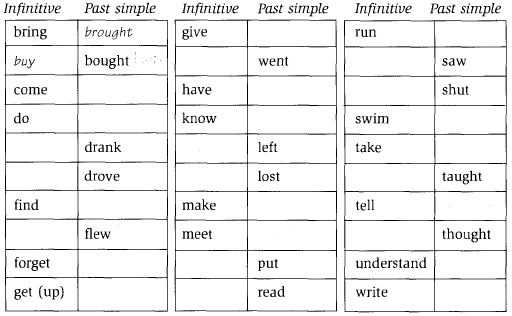 Infinitive Past simple Infinitive Past simple Infinitive Past simple
bring brought give run
buy bought went saw
come have shut
do know swim
drank left take
drove lost taught
find make tell
flew meet thought
forget put understand
get (up) read write